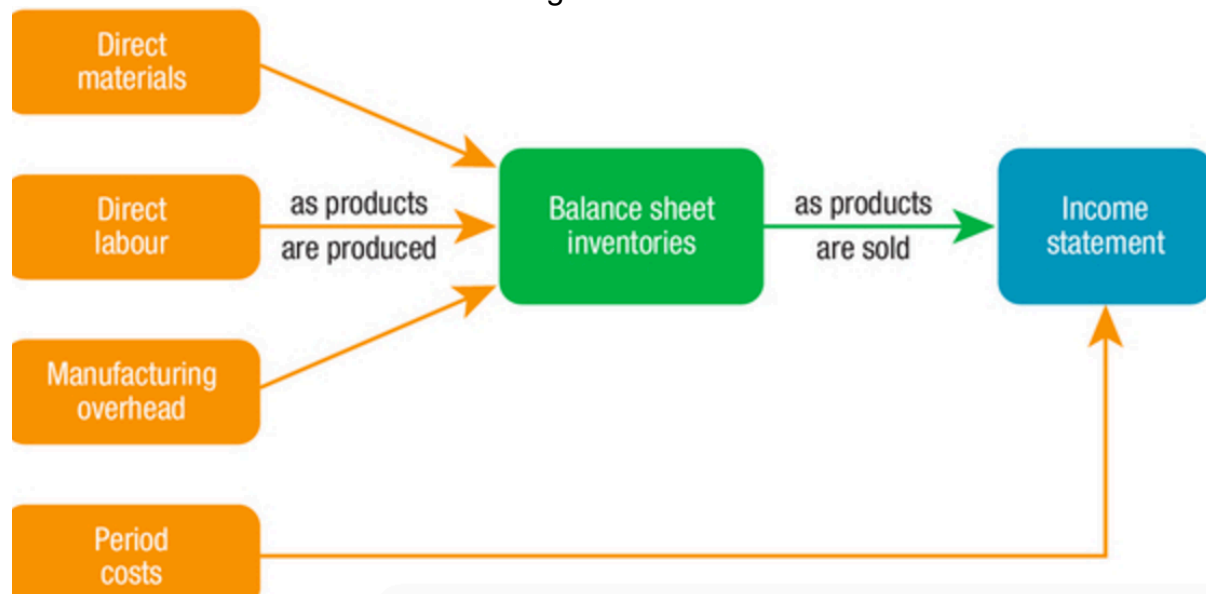 Direct
materials
Direct
labour
as products
are produced
Balance sheet
inventories
as products
are sold
Income
statement
Manufacturing
overhead
Period
costs